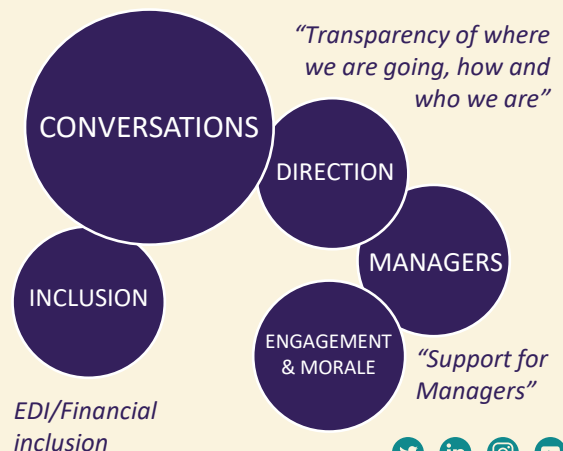 “Transparency of where
we are going, how and
who we are”
CONVERSATIONS
DIRECTION
MANAGERS
INCLUSION
ENGAGEMENT
& MORALE
“Support for
Managers”
EDI/Financial
inclusion